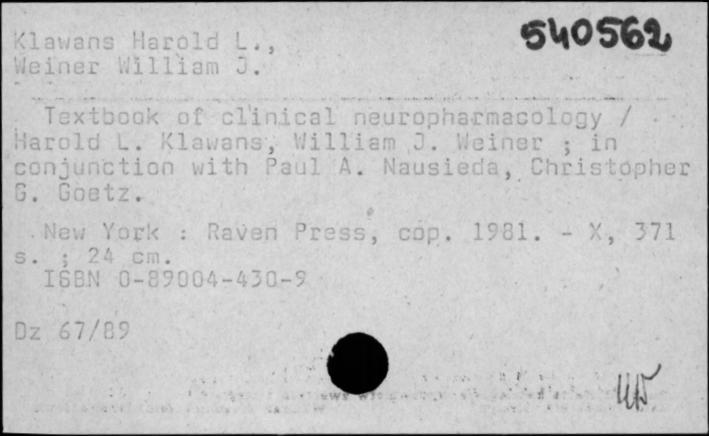 540562
Klawans Harold L.,
Weiner William J.
Textbook of clinical neuropharmacology /
Harold L. Klawans, William J. Weiner ; in
conjunction with Paul A. Nausieda, Christopher
G. Goetz.
New York : Raven Press, cop. 1981. - X, 371
s. ; 24 cm.
ISBN 0-89004-430-9
Dz 67/89